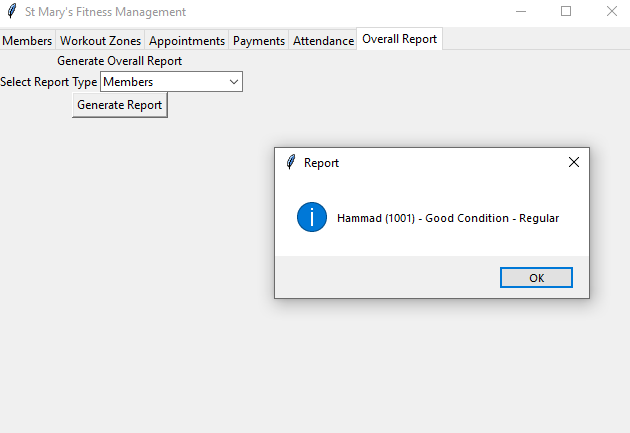 St Mary's Fitness Management
Members Workout Zones Appointments Payments Attendance Overall Report
Generate Overall Report
Select Report Type Members
Generate Report
Report
Hammad (1001) - Good Condition - Regular
OK